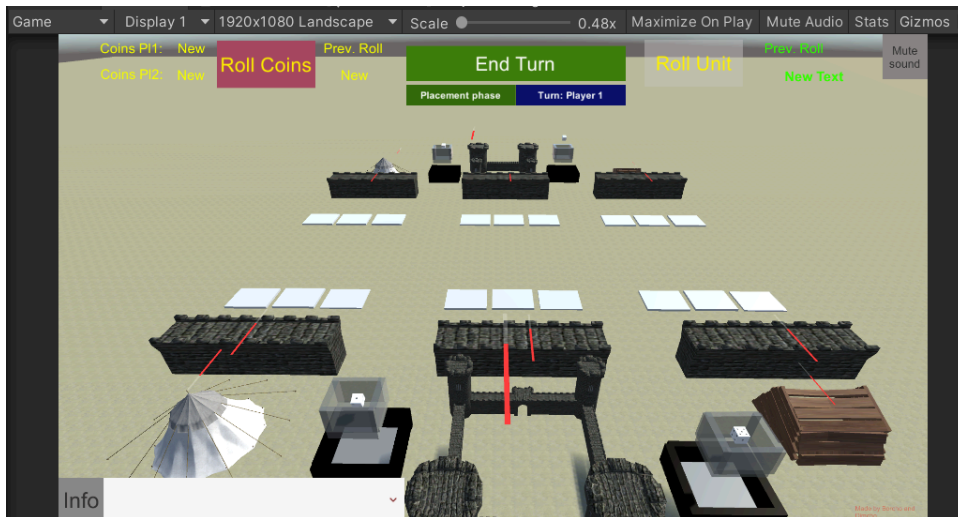 Game Display 1 1920x1080 Landscape Scale 0.48x Maximize On Play Mute Audio Stats Gizmos
Coins Pl1: New
Coins Pl2: New
Roll Coins
Prev. Roll
New
End Turn
Placement phase
Turn: Player 1
Roll Unit
Prev. Roll
New Text
Mute
sound
Info